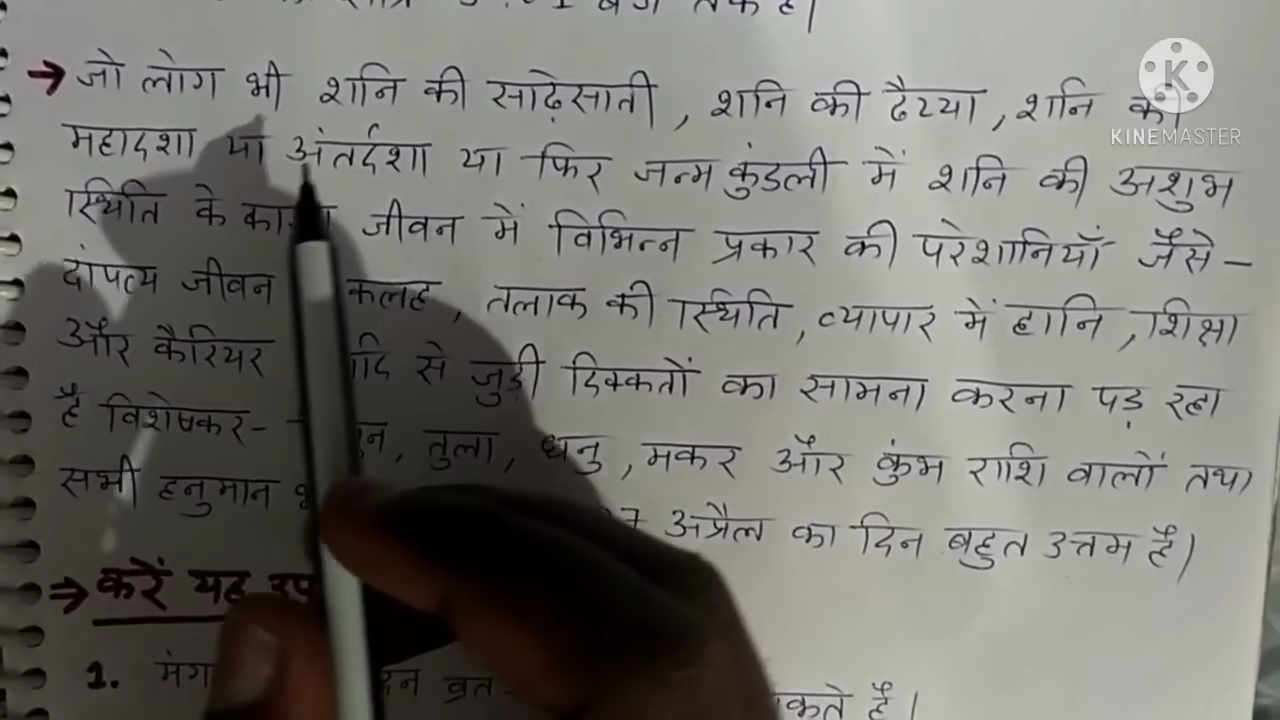 बजे तक है।
→ जो लोग भी शनि की साढ़ेसाती, शनि की ढैय्या, शनि की
महादशा या अंतर्दशा या फिर जन्म कुंडली में शनि की अशुभ
स्थिति के जीवन में विभिन्न प्रकार की परेशानियाँ जैसे –
दांपत्य जीवन कलह, तलाक की स्थिति, व्यापार में हानि, शिक्षा
और कैरियर से जुड़ी दिक्कतों का सामना करना पड़ रहा
है विशेषकर- तुला, धनु, मकर और कुंभ राशि वालों तथा
सभी हनुमान अप्रैल का दिन बहुत उत्तम है।
⇒ करें यह
1. व्रत- है।
KINEMASTER